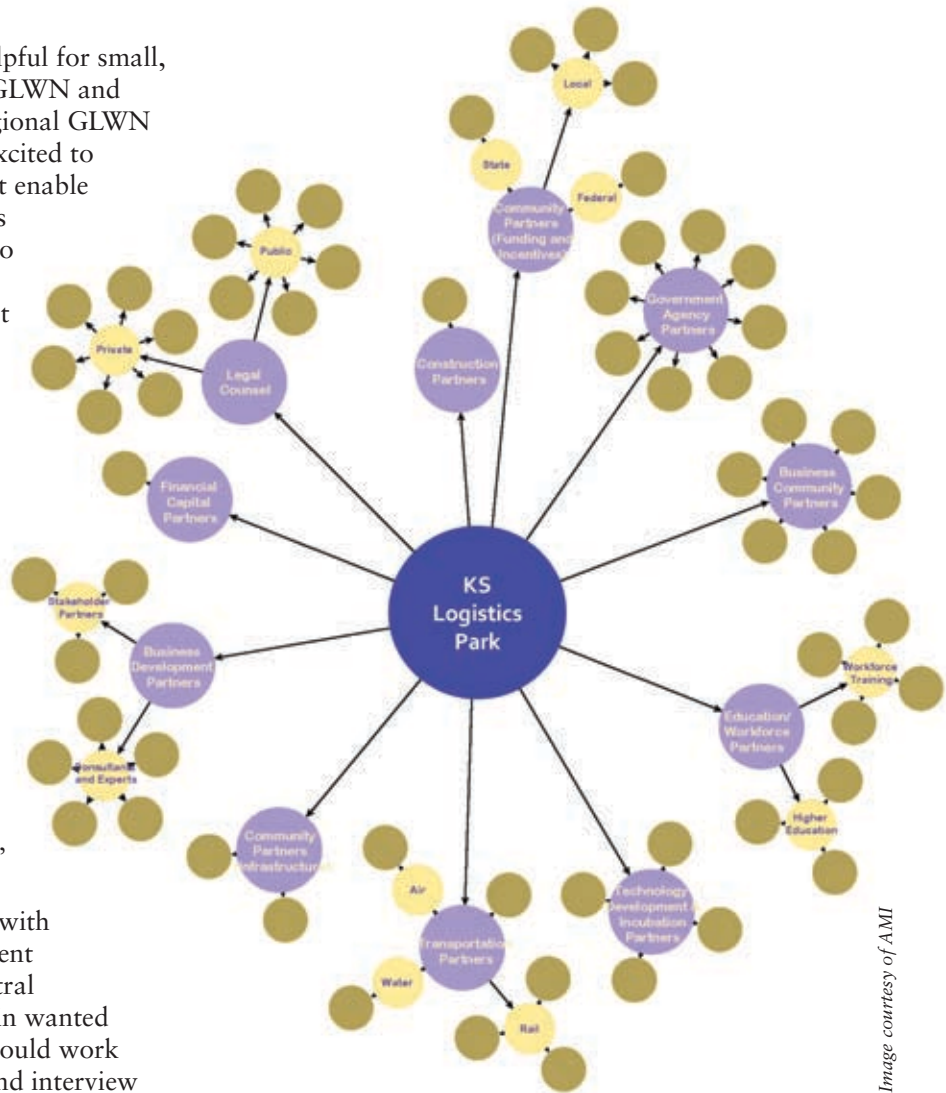 lpful for small,
GLWN and
gional GLWN
xcited to
t enable
s
o
t
,
with
ent
tral
in wanted
ould work
nd interview
Local
State
Federal
Community
Partners
(Funding and
Incentives)
Public
Private
Legal
Counsel
Construction
Partners
Government
Agency
Partners
Financial
Capital
Partners
Business
Community
Partners
KS
Logistics
Park
Stakeholder
Partners
Business
Development
Partners
Consultants
and Experts
Workforce
Training
Education/
Workforce
Partners
Higher
Education
Community
Partners
Infrastructure
Air
Water
Transportation
Partners
Rail
Technology
Development
Incubation
Partners
Image courtesy of AMI